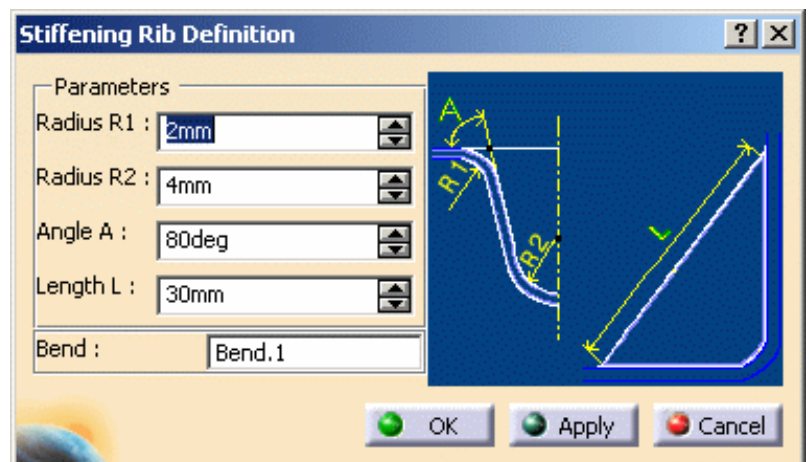 Stiffening Rib Definition
Parameters
Radius R1 : 2mm
Radius R2 : 4mm
Angle A : 80deg
Length L : 30mm
Bend : Bend.1
A
R1
R2
L
OK Apply Cancel